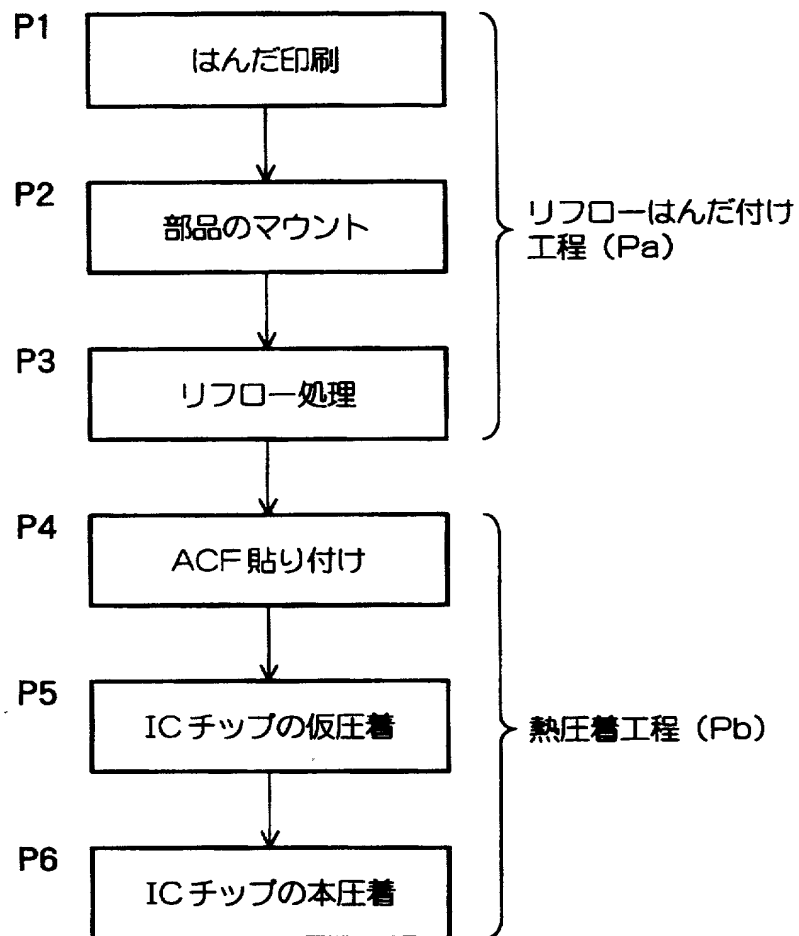 P1
はんだ印刷
P2
部品のマウント
リフローはんだ付け
工程（Pa）
P3
リフロー処理
P4
ACF貼り付け
P5
ICチップの仮圧着
熱圧着工程（Pb）
P6
ICチップの本圧着